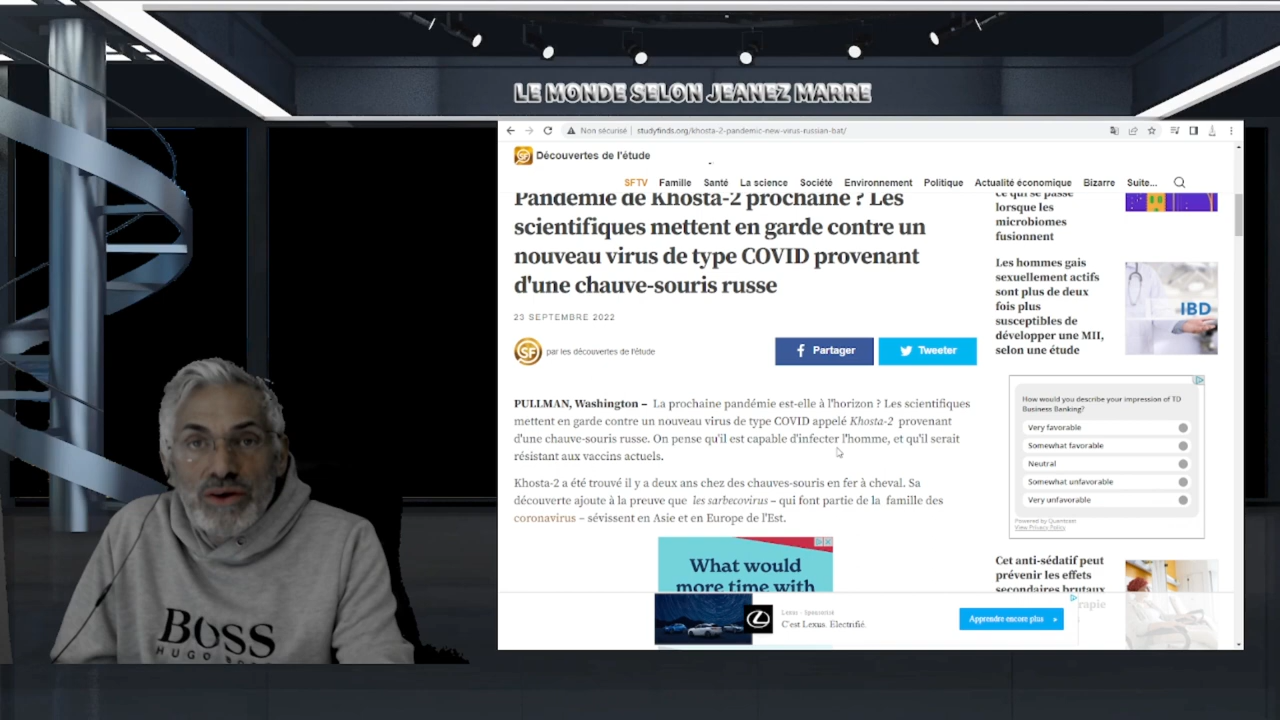 LE MONDE SELON JEANEZ MARRE
Non sécurisé | studyfinds.org/khosta-2-pandemic-new-virus-russian-bat/
SF Découvertes de l'étude
SFTV Famille Santé La science Société Environnement Politique Actualité économique Bizarre Suite...
Pandémie de Khosta-2 prochaine ? Les
scientifiques mettent en garde contre un
nouveau virus de type COVID provenant
d'une chauve-souris russe
23 SEPTEMBRE 2022
SF par les découvertes de l'étude
Partager
Tweeter
PULLMAN, Washington – La prochaine pandémie est-elle à l'horizon ? Les scientifiques
mettent en garde contre un nouveau virus de type COVID appelé Khosta-2 provenant
d'une chauve-souris russe. On pense qu'il est capable d'infecter l'homme, et qu'il serait
résistant aux vaccins actuels.
Khosta-2 a été trouvé il y a deux ans chez des chauves-souris en fer à cheval. Sa
découverte ajoute à la preuve que les sarbecovirus – qui font partie de la famille des
coronavirus – sévissent en Asie et en Europe de l'Est.
What would
more time with
ce qui se passe
lorsque les
microbiomes
fusionnent
Les hommes gais
sexuellement actifs
sont plus de deux
fois plus
susceptibles de
développer une MII,
selon une étude
IBD
How would you describe your impression of TD
Business Banking?
Very favorable
Somewhat favorable
Neutral
Somewhat unfavorable
Very unfavorable
Powered by Quantcast
View Privacy Policy
Cet anti-sédatif peut
prévenir les effets
secondaires brutaux
Lexus - Sponsorisé
C'est Lexus. Électrifié.
Apprendre encore plus
BOSS
HUGO